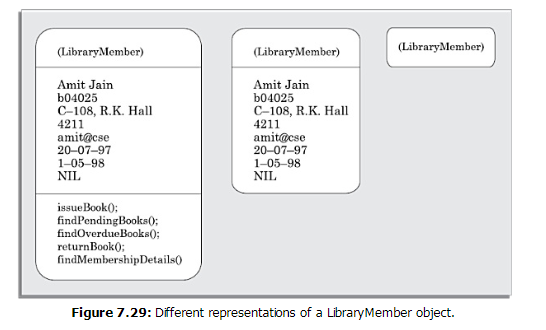 (LibraryMember)
Amit Jain
b04025
C–108, R.K. Hall
4211
amit@cse
20–07–97
1–05–98
NIL
issueBook();
findPendingBooks();
findOverdueBooks();
returnBook();
findMembershipDetails()
(LibraryMember)
Amit Jain
b04025
C–108, R.K. Hall
4211
amit@cse
20–07–97
1–05–98
NIL
(LibraryMember)
Figure 7.29: Different representations of a LibraryMember object.